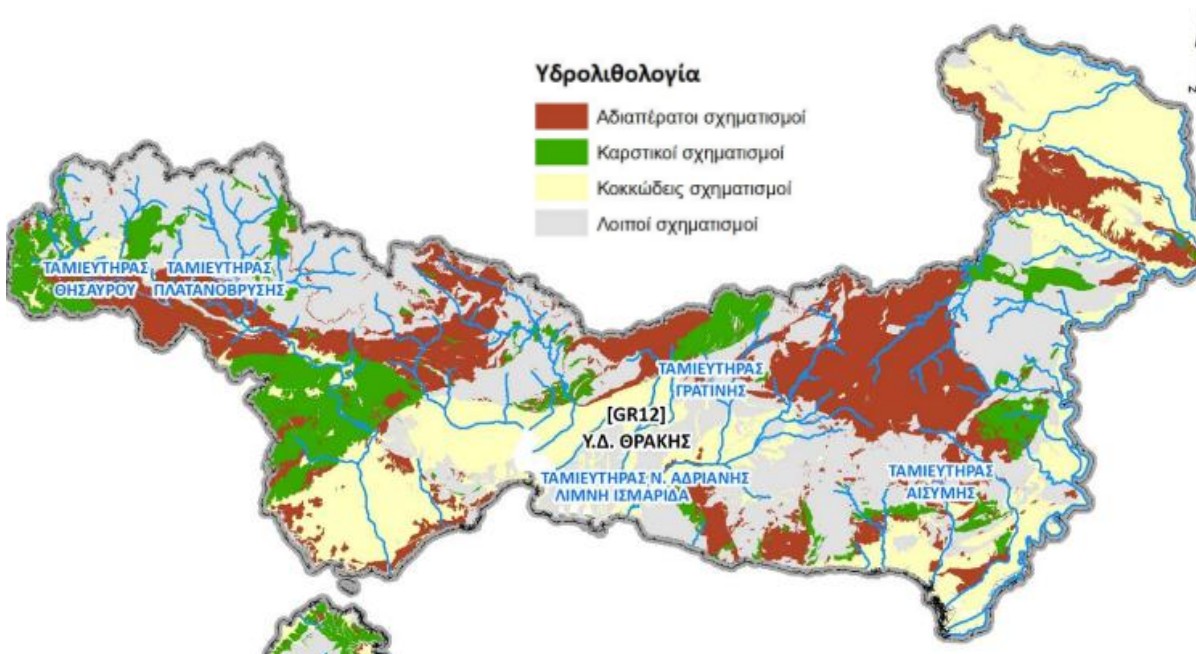 Υδρολιθολογία
Αδιαπέρατοι σχηματισμοί
Καρστικοί σχηματισμοί
Κοκκώδεις σχηματισμοί
Λοιποί σχηματισμοί
ΤΑΜΙΕΥΤΗΡΑΣ
ΘΗΣΑΥΡΟΥ
ΤΑΜΙΕΥΤΗΡΑΣ
ΠΛΑΤΑΝΟΒΡΥΣΗΣ
ΤΑΜΙΕΥΤΗΡΑΣ
ΓΡΑΤΙΝΗΣ
[GR12]
Υ.Δ. ΘΡΑΚΗΣ
ΤΑΜΙΕΥΤΗΡΑΣ Ν. ΑΔΡΙΑΝΗΣ
ΛΙΜΝΗ ΙΣΜΑΡΙΔΑ
ΤΑΜΙΕΥΤΗΡΑΣ
ΑΙΣΥΜΗΣ